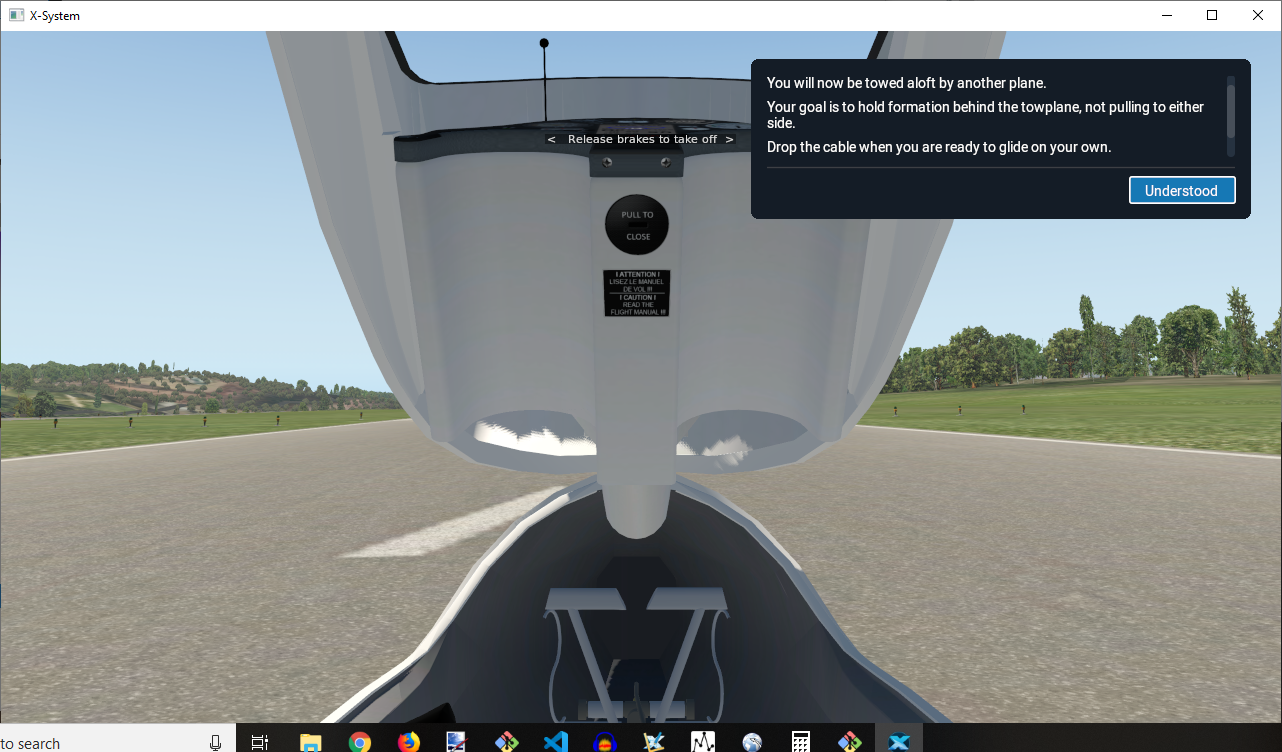 X-System
You will now be towed aloft by another plane.
Your goal is to hold formation behind the towplane, not pulling to either
side.
Drop the cable when you are ready to glide on your own.
Understood
< Release brakes to take off >
PULL TO
CLOSE
! ATTENTION !
LISEZ LE MANUEL
DE VOL !!!
! CAUTION !
READ THE
FLIGHT MANUAL !!!
to search